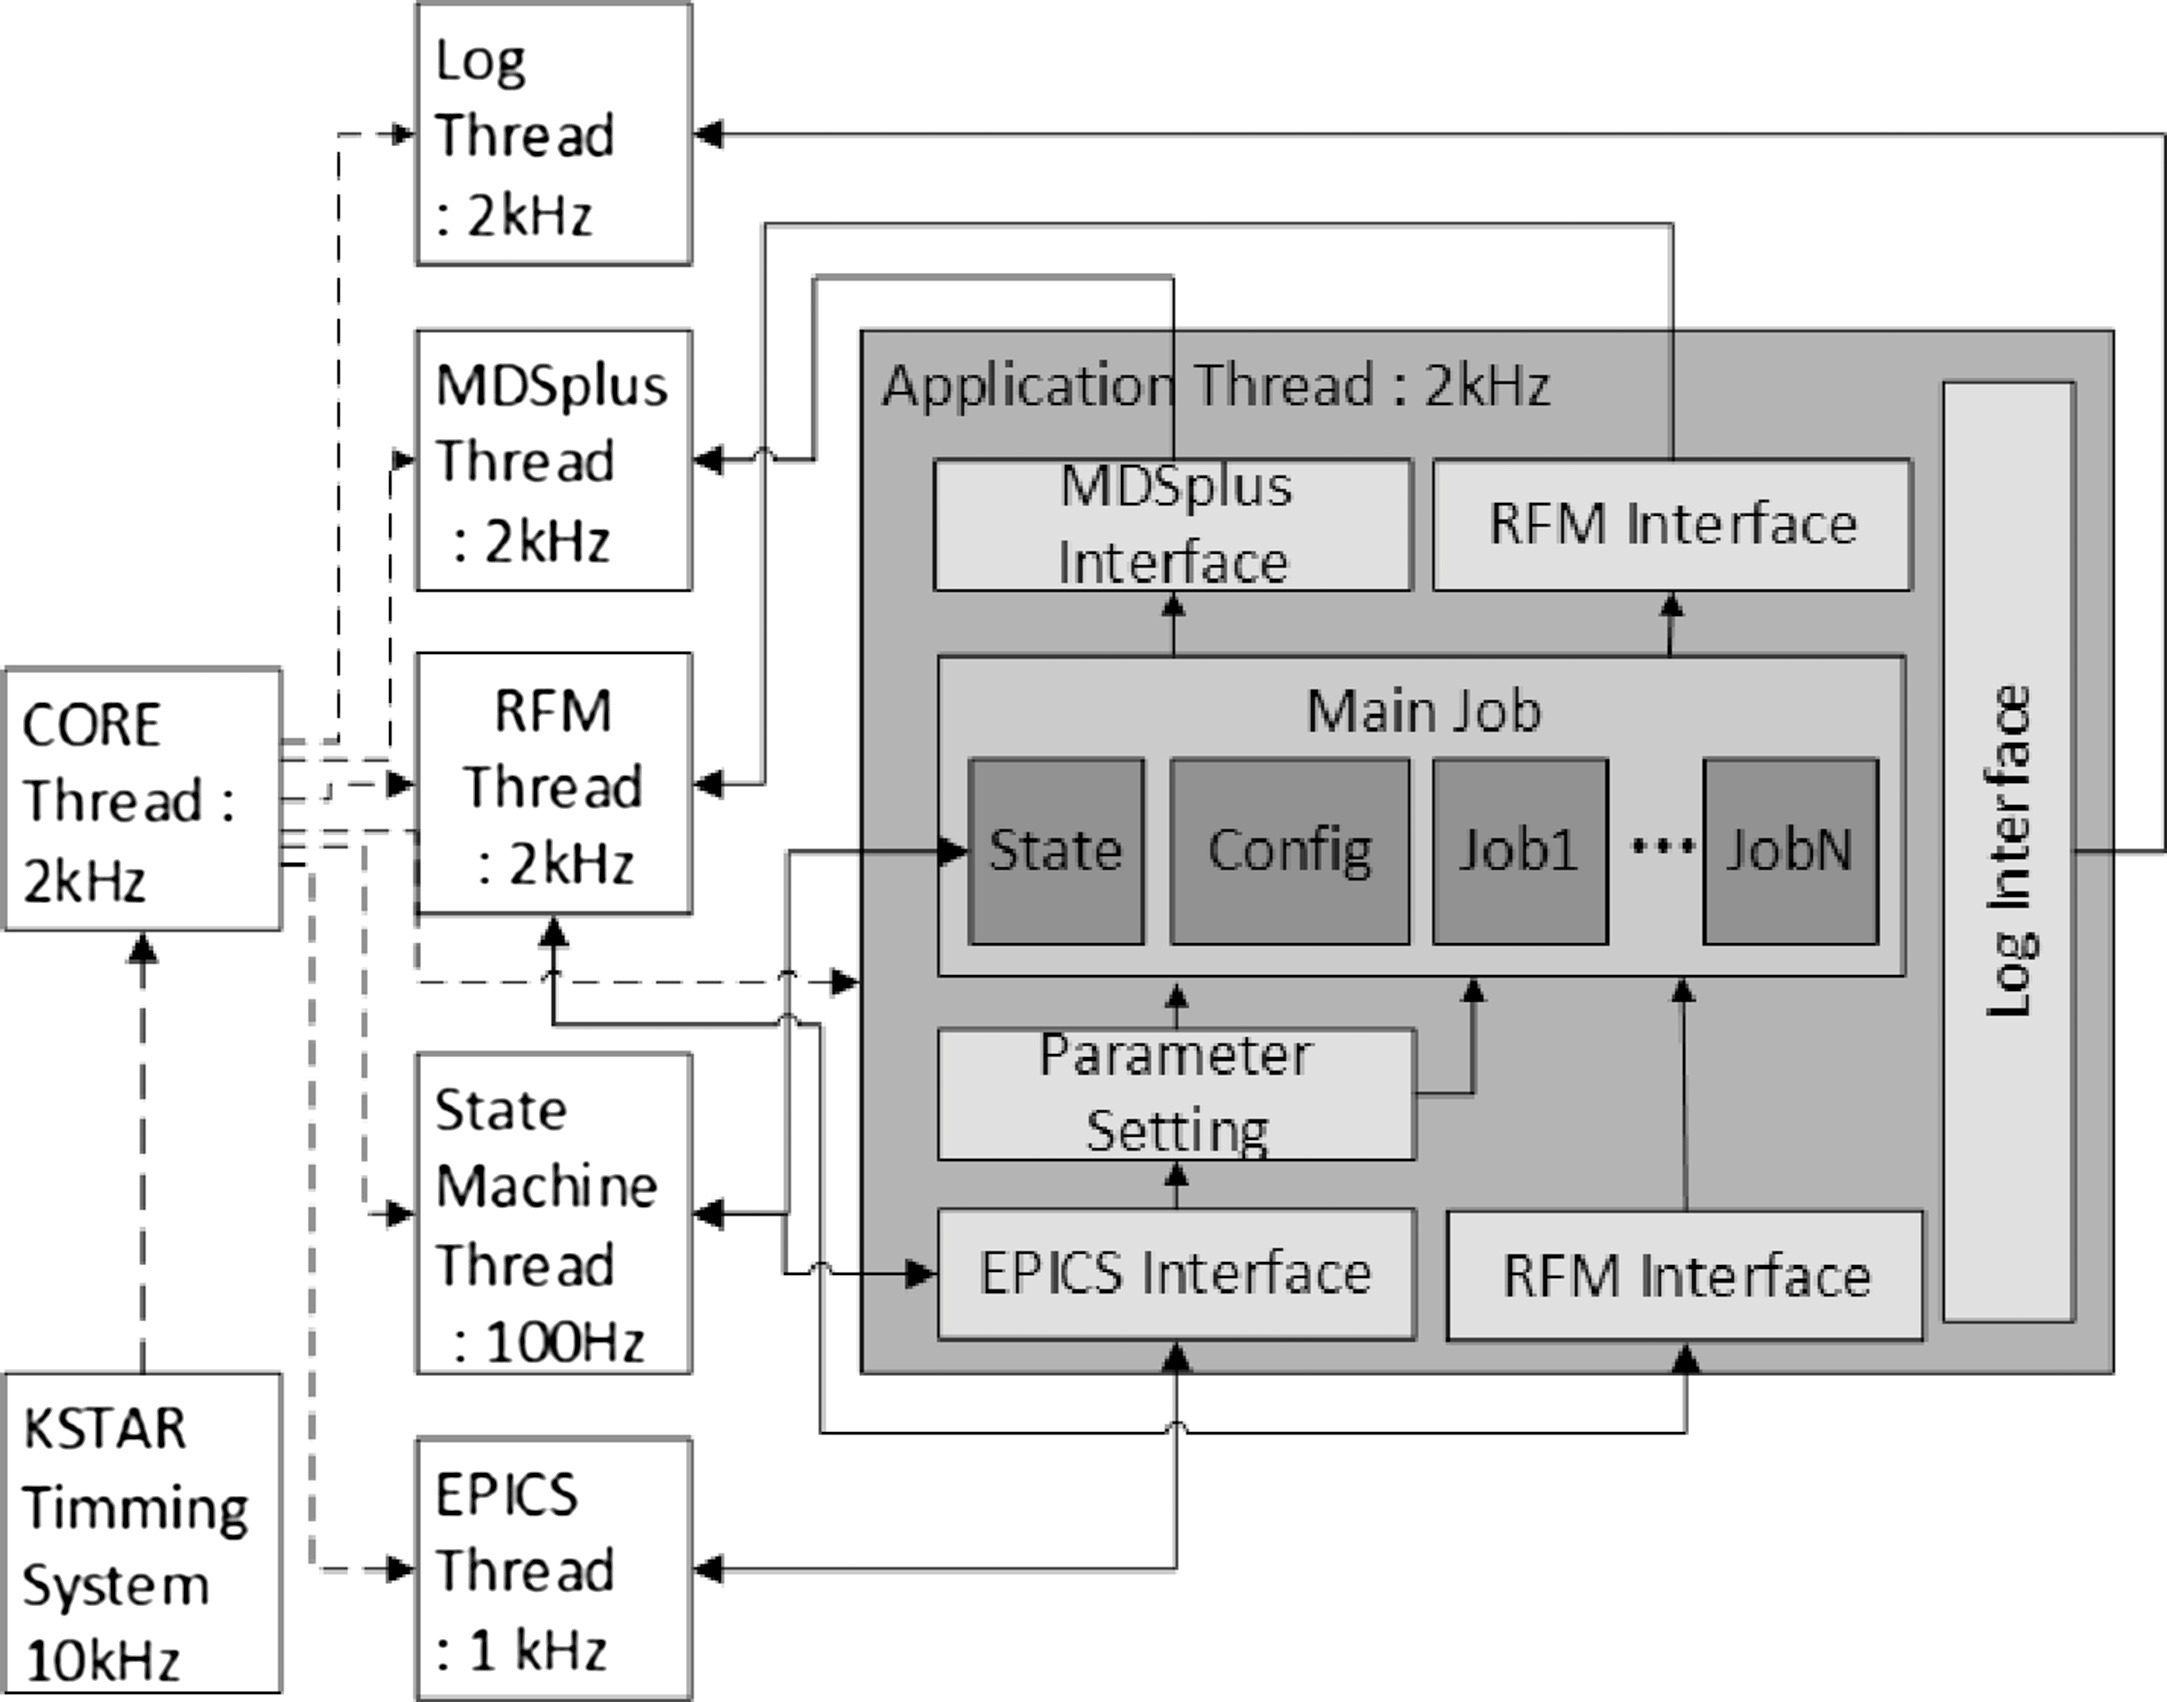 Log
Thread
: 2kHz
MDSplus
Thread
: 2kHz
RFM
Thread
: 2kHz
CORE
Thread :
2kHz
State
Machine
Thread
: 100Hz
KSTAR
Timming
System
10kHz
EPICS
Thread
: 1 kHz
Application Thread : 2kHz
MDSplus
Interface
RFM Interface
Main Job
State
Config
Job1
...
JobN
Parameter
Setting
EPICS Interface
RFM Interface
Log Interface